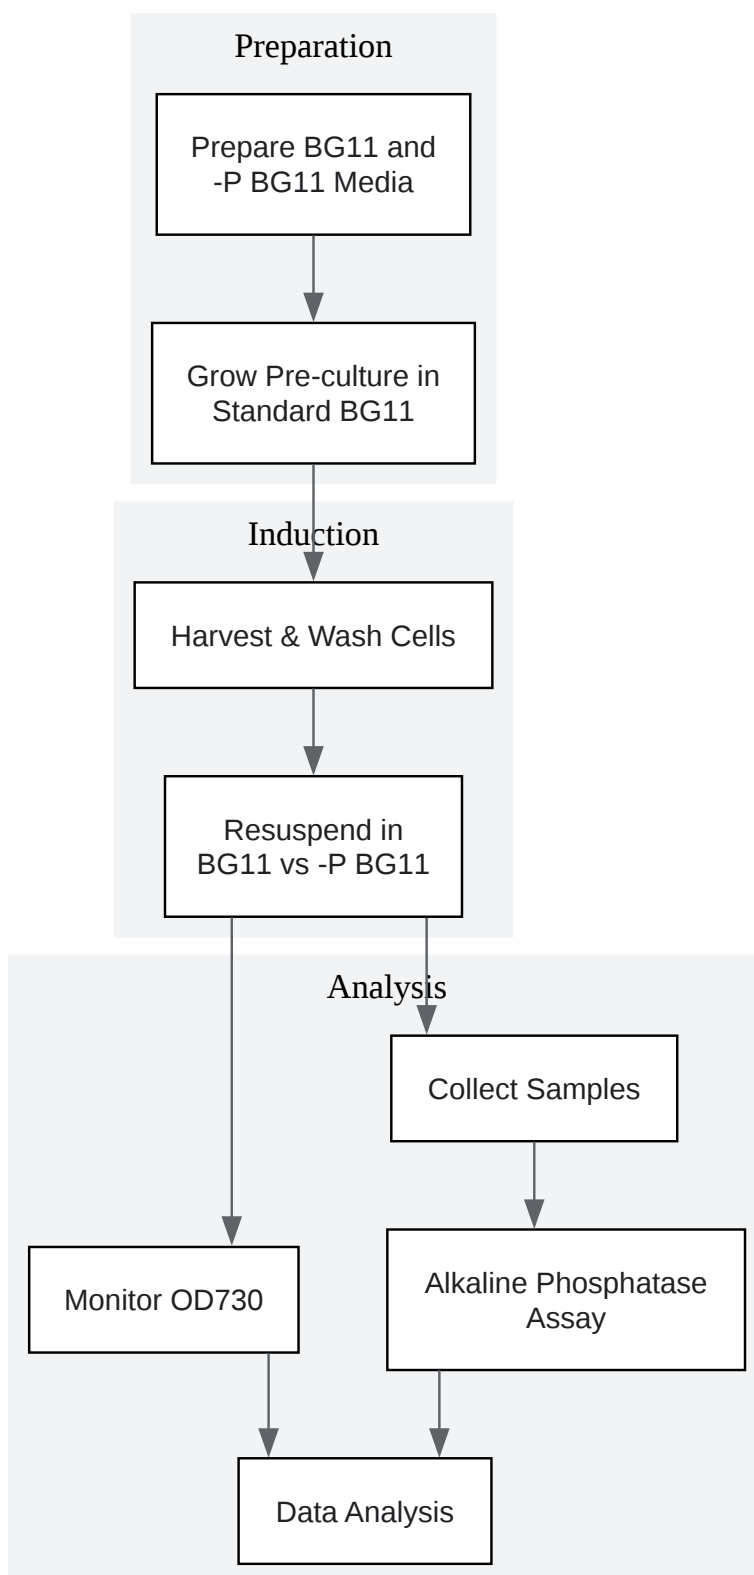 Preparation
Prepare BG11 and
-P BG11 Media
Grow Pre-culture in
Standard BG11
Induction
Harvest & Wash Cells
Resuspend in
BG11 vs -P BG11
Analysis
Collect Samples
Monitor OD730
Alkaline Phosphatase
Assay
Data Analysis